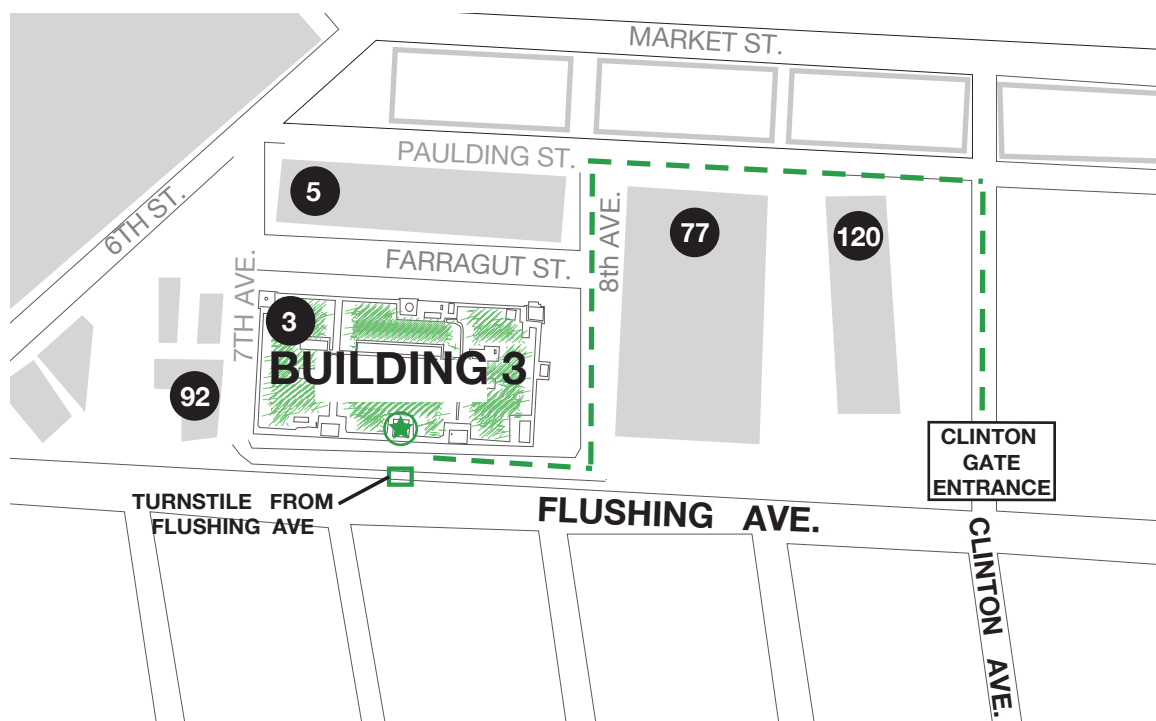 MARKET ST.
PAULDING ST.
5
6TH ST.
77
120
8th AVE.
FARRAGUT ST.
7TH AVE.
3
BUILDING 3
92
CLINTON
GATE
ENTRANCE
TURNSTILE FROM
FLUSHING AVE
FLUSHING AVE.
CLINTON AVE.